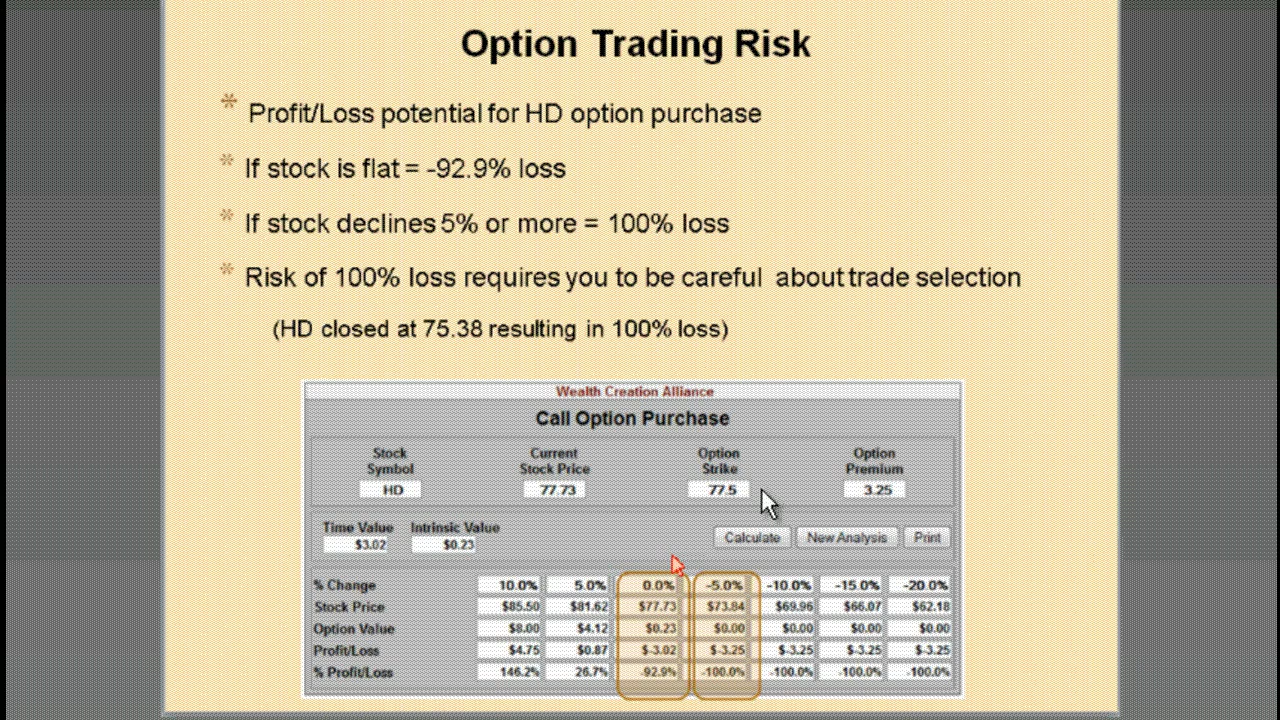 Option Trading Risk
* Profit/Loss potential for HD option purchase
* If stock is flat = -92.9% loss
* If stock declines 5% or more = 100% loss
* Risk of 100% loss requires you to be careful about trade selection
(HD closed at 75.38 resulting in 100% loss)
Wealth Creation Alliance
Call Option Purchase
Stock Symbol Current Stock Price Option Strike Option Premium
HD 77.73 77.5 3.25
Time Value Intrinsic Value
$3.02 $0.23 Calculate New Analysis Print
% Change 10.0% 5.0% 0.0% -5.0% -10.0% -15.0% -20.0%
Stock Price $85.50 $81.62 $77.73 $73.84 $69.96 $66.07 $62.18
Option Value $8.00 $4.12 $0.23 $0.00 $0.00 $0.00 $0.00
Profit/Loss $4.75 $0.87 $-3.02 $-3.25 $-3.25 $-3.25 $-3.25
% Profit/Loss 146.2% 26.7% -92.9% -100.0% -100.0% -100.0% -100.0%